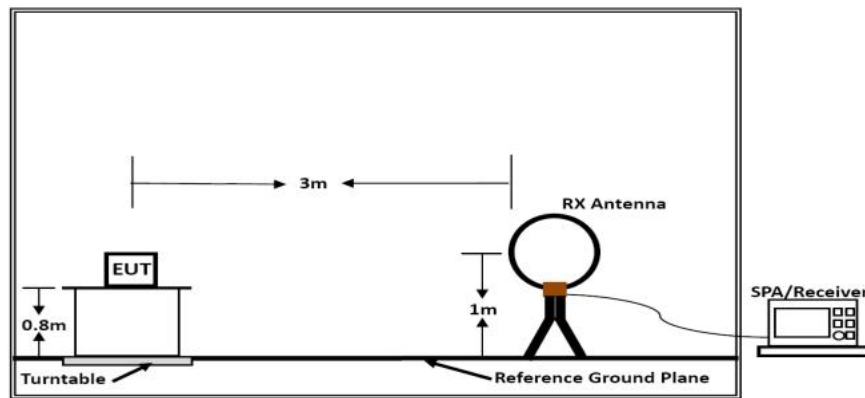 3m
RX Antenna
EUT
SPA/Receiver
0.8m
1m
Turntable
Reference Ground Plane